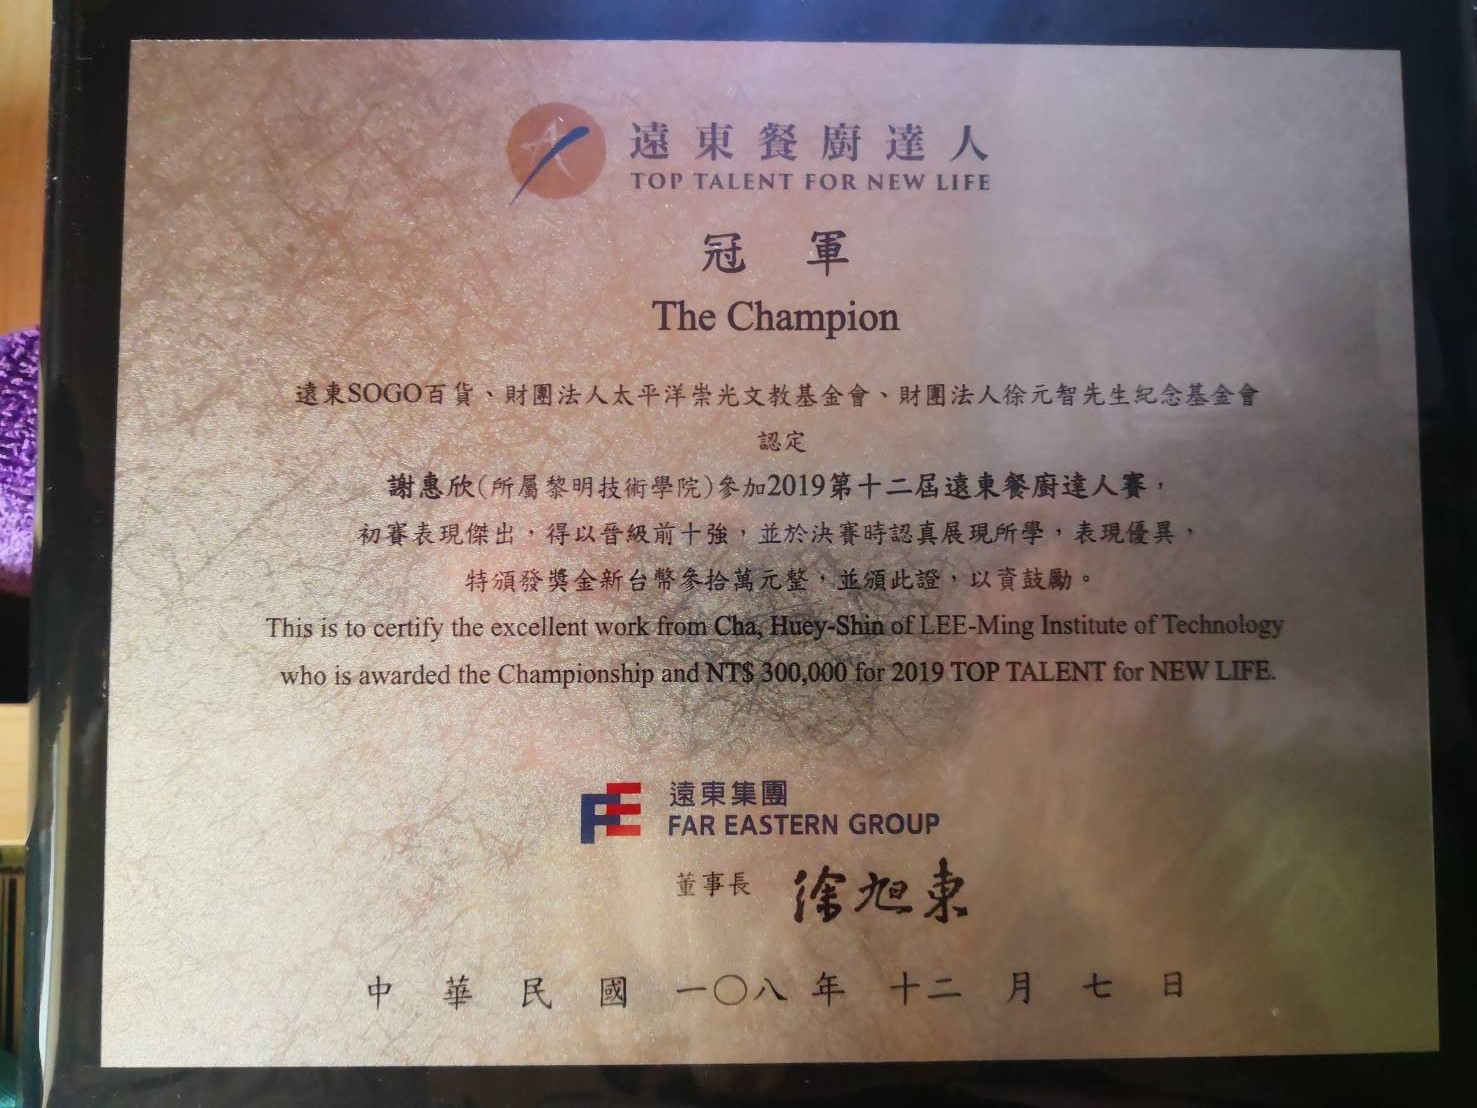 遠東餐廚達人
TOP TALENT FOR NEW LIFE
冠軍
The Champion
遠東SOGO百貨、財團法人太平洋崇光文教基金會、財團法人徐元智先生紀念基金會
認定
謝惠欣(所屬黎明技術學院)參加2019第十二屆遠東餐廚達人賽，
初賽表現傑出，得以晉級前十強，並於決賽時認真展現所學，表現優異，
特頒發獎金新台幣參拾萬元整，並頒此證，以資鼓勵。
This is to certify the excellent work from Cha, Huey-Shin of LEE-Ming Institute of Technology
who is awarded the Championship and NT$ 300,000 for 2019 TOP TALENT for NEW LIFE.
遠東集團
FAR EASTERN GROUP
董事長 徐旭東
中華民國一〇八年十二月七日